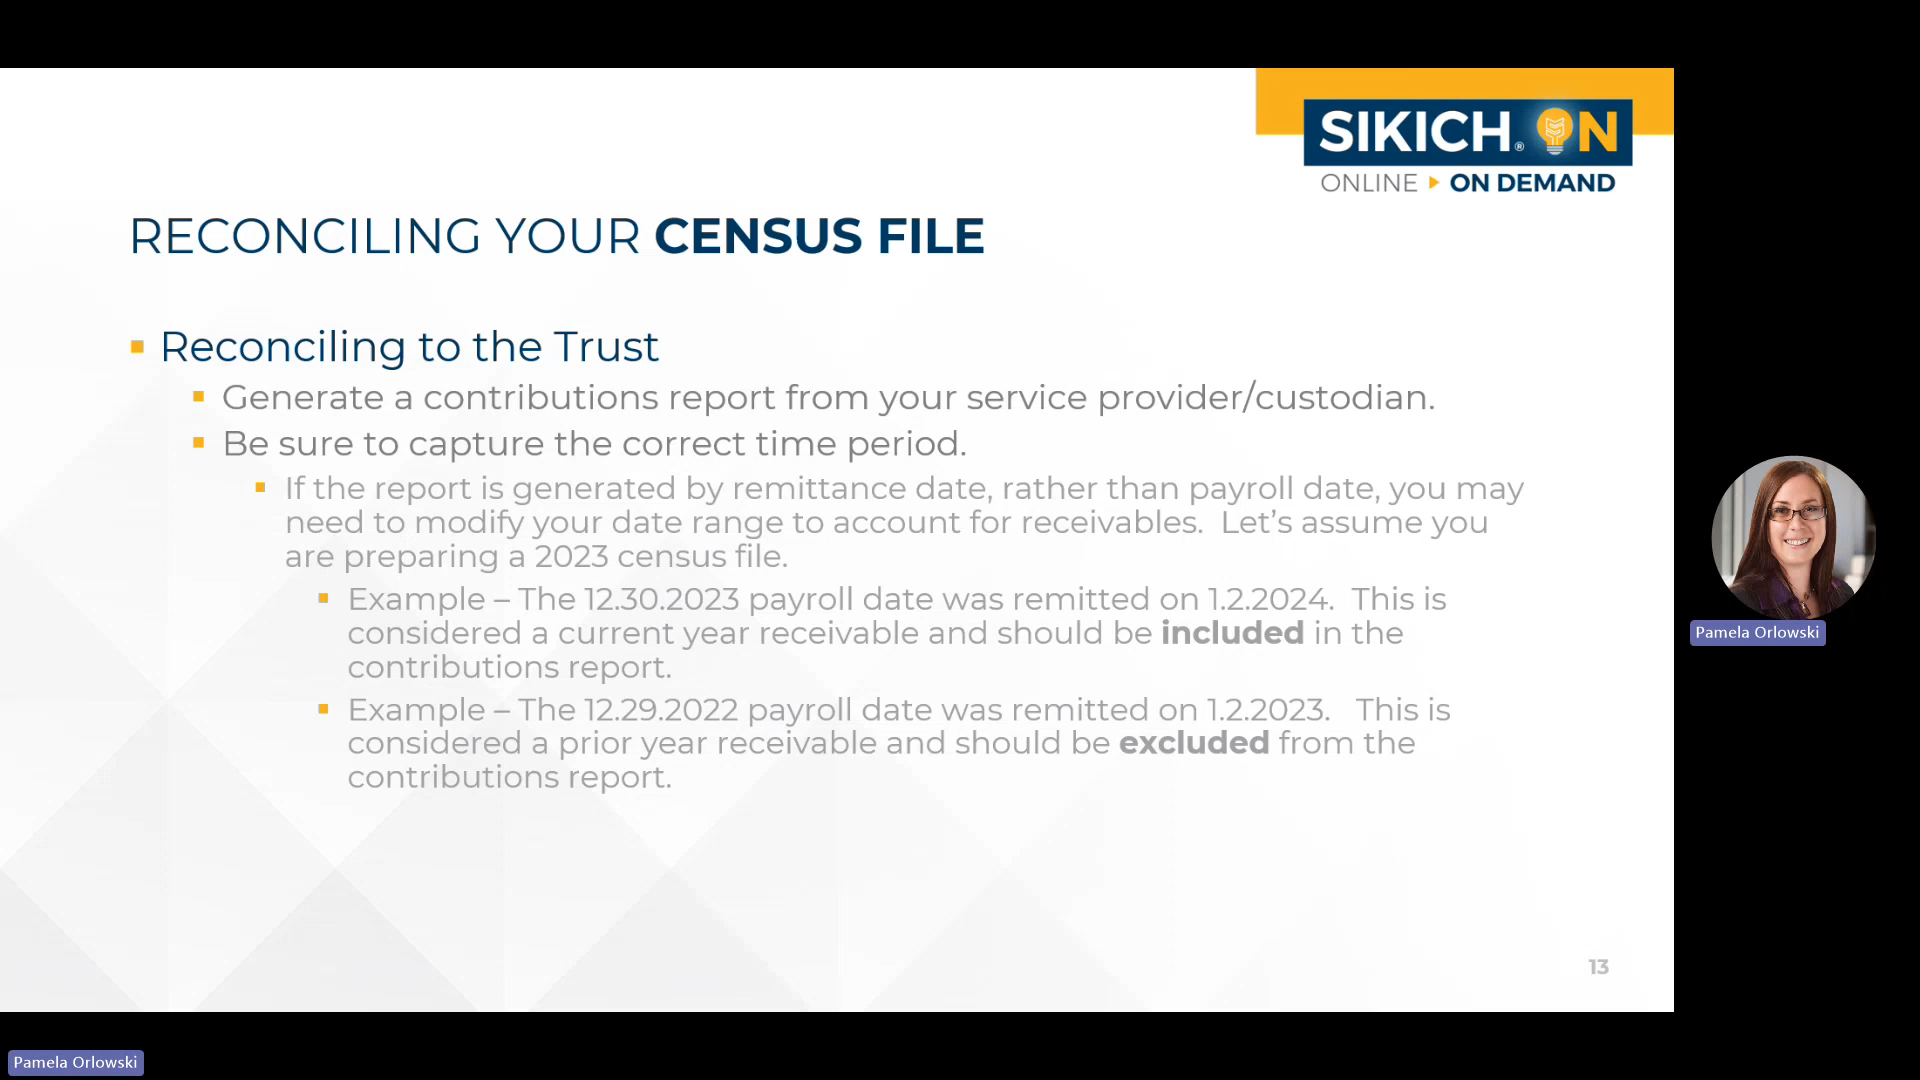 SIKICH® ON
ONLINE ▸ ON DEMAND
RECONCILING YOUR CENSUS FILE
Reconciling to the Trust
Generate a contributions report from your service provider/custodian.
Be sure to capture the correct time period.
If the report is generated by remittance date, rather than payroll date, you may
need to modify your date range to account for receivables.  Let’s assume you
are preparing a 2023 census file.
Example – The 12.30.2023 payroll date was remitted on 1.2.2024.  This is
considered a current year receivable and should be included in the
contributions report.
Example – The 12.29.2022 payroll date was remitted on 1.2.2023.   This is
considered a prior year receivable and should be excluded from the
contributions report.
13
Pamela Orlowski
Pamela Orlowski